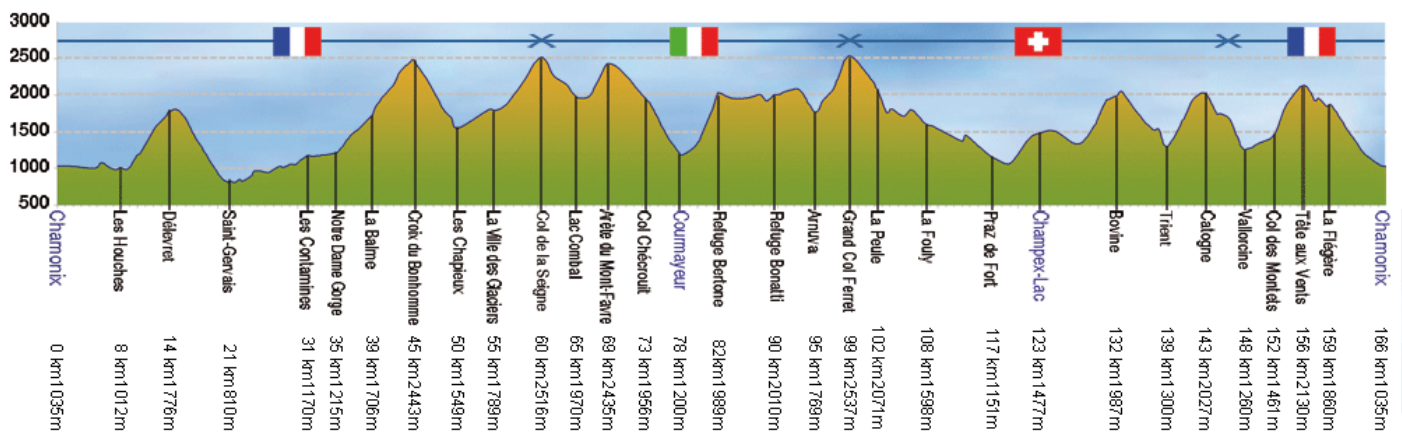 3000
2500
2000
1500
1000
500
Chamonix
Les Houches
Délevret
Saint-Gervais
Les Contamines
Notre Dame Gorge
La Balme
Croix du Bonhomme
Les Chapieux
La Ville des Glaciers
Col de la Seigne
Lac Combal
Arête du Mont-Favre
Col Chécrouit
Courmayeur
Refuge Bertone
Refuge Bonatti
Arnuva
Grand Col Ferret
La Peule
La Fouly
Praz de Fort
Champex-Lac
Bovine
Trient
Catogne
Vallorcine
Col des Montets
Tête aux Vents
La Flégère
Chamonix
0 km1035m
8 km1012m
14 km1776m
21 km810m
31 km1170m
35 km1215m
39 km1706m
45 km2443m
50 km1549m
55 km1789m
60 km2516m
65 km1970m
69 km2435m
73 km1956m
78 km1200m
82km1989m
90 km2010m
95 km1769m
99 km2537m
102 km2071m
108 km1598m
117 km1151m
123 km1477m
132 km1987m
139 km1300m
143 km2027m
148 km1260m
152 km1461m
156 km2130m
159 km1860m
166 km1035m